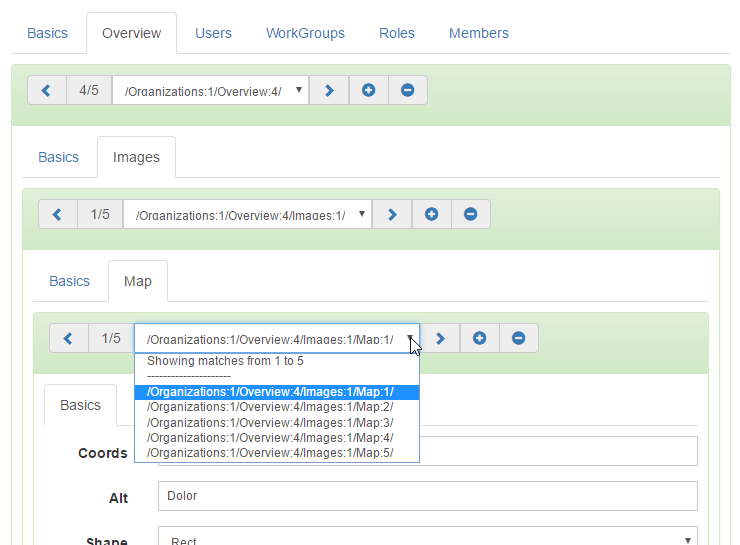 Basics Overview Users WorkGroups Roles Members
4/5 /Organizations:1/Overview:4/
Basics Images
1/5 /Organizations:1/Overview:4/Images:1/
Basics Map
1/5 /Organizations:1/Overview:4/Images:1/Map:1/
Showing matches from 1 to 5
---------------------
/Organizations:1/Overview:4/Images:1/Map:1/
/Organizations:1/Overview:4/Images:1/Map:2/
/Organizations:1/Overview:4/Images:1/Map:3/
/Organizations:1/Overview:4/Images:1/Map:4/
/Organizations:1/Overview:4/Images:1/Map:5/
Basics
Coords
Alt Dolor
Shape Rect